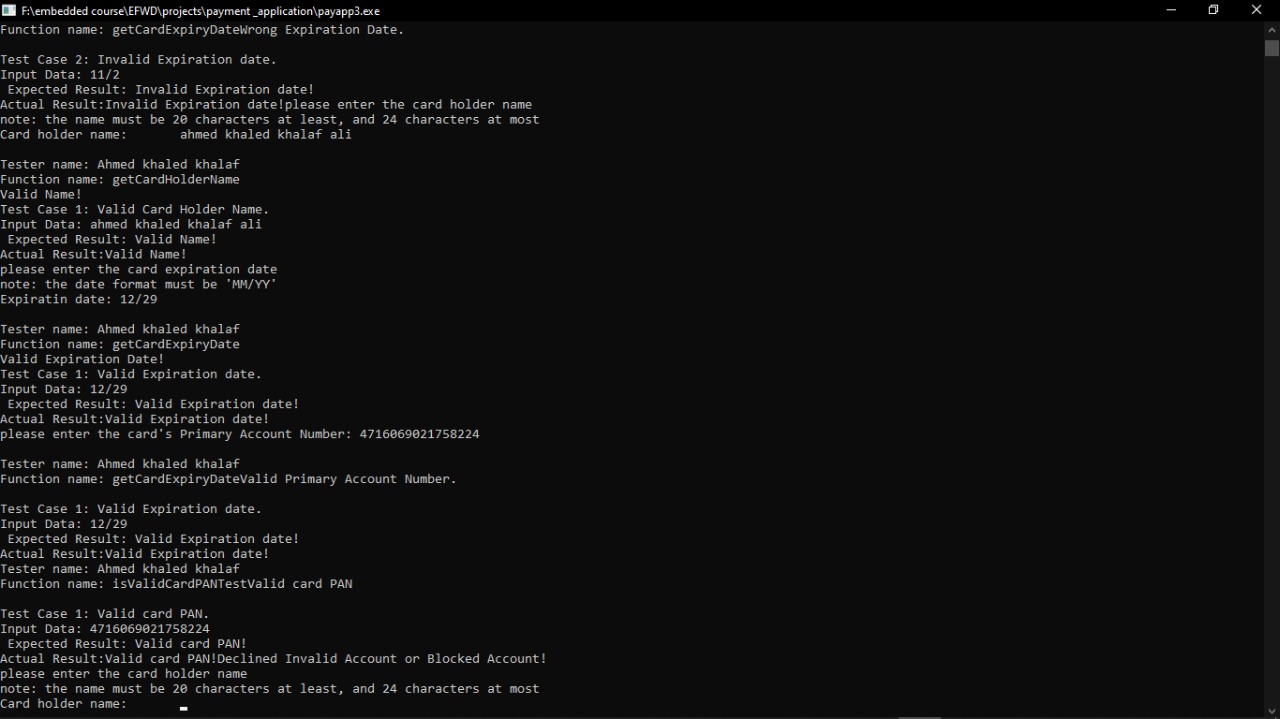 F:\embedded course\EFWD\projects\payment _application\payapp3.exe
Function name: getCardExpiryDateWrong Expiration Date.
Test Case 2: Invalid Expiration date.
Input Data: 11/2
Expected Result: Invalid Expiration date!
Actual Result:Invalid Expiration date!please enter the card holder name
note: the name must be 20 characters at least, and 24 characters at most
Card holder name: ahmed khaled khalaf ali
Tester name: Ahmed khaled khalaf
Function name: getCardHolderName
Valid Name!
Test Case 1: Valid Card Holder Name.
Input Data: ahmed khaled khalaf ali
Expected Result: Valid Name!
Actual Result:Valid Name!
please enter the card expiration date
note: the date format must be 'MM/YY'
Expiratin date: 12/29
Tester name: Ahmed khaled khalaf
Function name: getCardExpiryDate
Valid Expiration Date!
Test Case 1: Valid Expiration date.
Input Data: 12/29
Expected Result: Valid Expiration date!
Actual Result:Valid Expiration date!
please enter the card's Primary Account Number: 4716069021758224
Tester name: Ahmed khaled khalaf
Function name: getCardExpiryDateValid Primary Account Number.
Test Case 1: Valid Expiration date.
Input Data: 12/29
Expected Result: Valid Expiration date!
Actual Result:Valid Expiration date!
Tester name: Ahmed khaled khalaf
Function name: isValidCardPANTestValid card PAN
Test Case 1: Valid card PAN.
Input Data: 4716069021758224
Expected Result: Valid card PAN!
Actual Result:Valid card PAN!Declined Invalid Account or Blocked Account!
please enter the card holder name
note: the name must be 20 characters at least, and 24 characters at most
Card holder name: